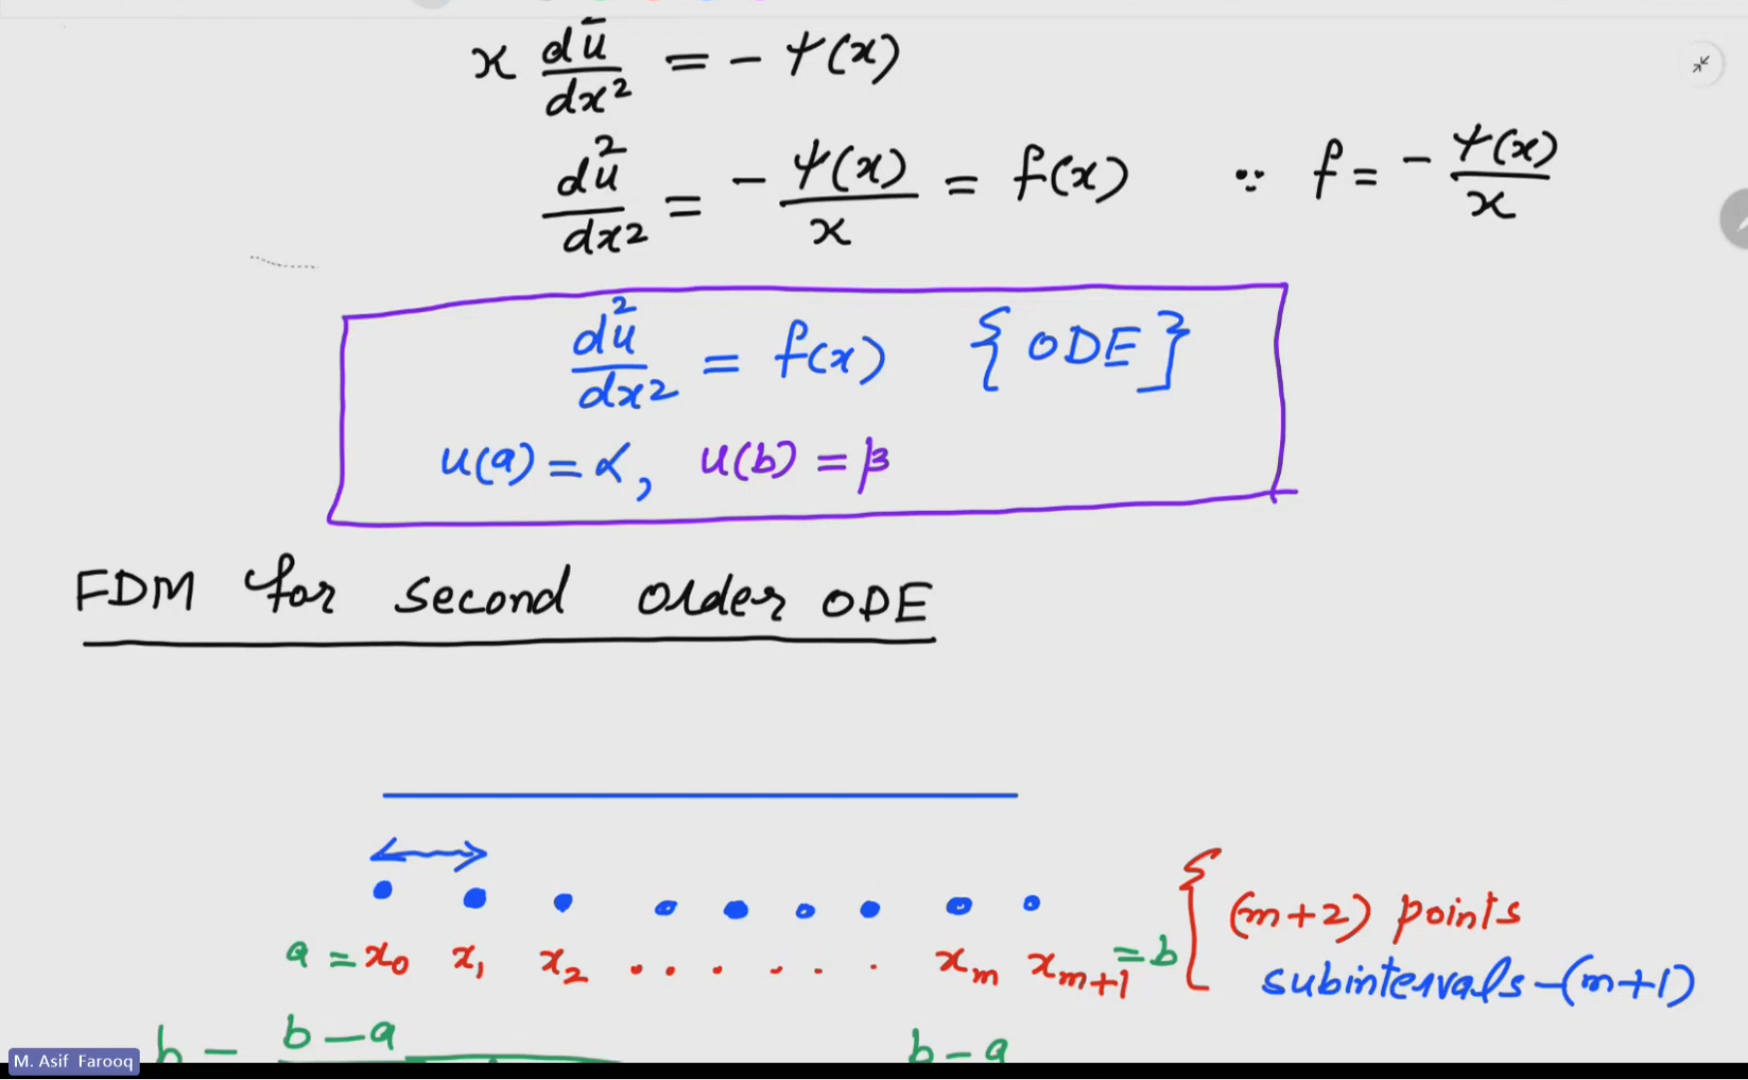 x d²u/dx² = - ψ(x)
d²u/dx² = - ψ(x)/x = f(x) ∵ f = - ψ(x)/x
d²u/dx² = f(x) {ODE}
u(a) = α, u(b) = β
FDM for second order ODE
a = x₀ x₁ x₂ . . . . . . xₘ xₘ₊₁ = b { (m+2) points
subintervals - (m+1)
h = b-a b-a
M. Asif Farooq